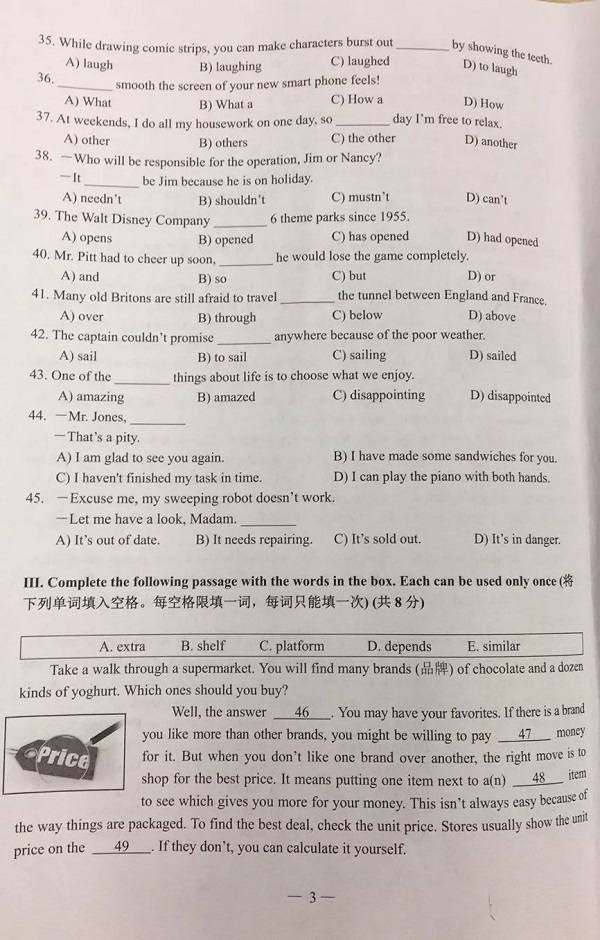 35. While drawing comic strips, you can make characters burst out ________ by showing the teeth.
A) laugh B) laughing C) laughed D) to laugh
36. ________ smooth the screen of your new smart phone feels!
A) What B) What a C) How a D) How
37. At weekends, I do all my housework on one day, so ________ day I'm free to relax.
A) other B) others C) the other D) another
38. —Who will be responsible for the operation, Jim or Nancy?
—It ________ be Jim because he is on holiday.
A) needn't B) shouldn't C) mustn't D) can't
39. The Walt Disney Company ________ 6 theme parks since 1955.
A) opens B) opened C) has opened D) had opened
40. Mr. Pitt had to cheer up soon, ________ he would lose the game completely.
A) and B) so C) but D) or
41. Many old Britons are still afraid to travel ________ the tunnel between England and France.
A) over B) through C) below D) above
42. The captain couldn't promise ________ anywhere because of the poor weather.
A) sail B) to sail C) sailing D) sailed
43. One of the ________ things about life is to choose what we enjoy.
A) amazing B) amazed C) disappointing D) disappointed
44. —Mr. Jones, ________
—That's a pity.
A) I am glad to see you again. B) I have made some sandwiches for you.
C) I haven't finished my task in time. D) I can play the piano with both hands.
45. —Excuse me, my sweeping robot doesn't work.
—Let me have a look, Madam. ________
A) It's out of date. B) It needs repairing. C) It's sold out. D) It's in danger.
III. Complete the following passage with the words in the box. Each can be used only once (将
下列单词填入空格。每空格限填一词，每词只能填一次) (共 8 分)
A. extra B. shelf C. platform D. depends E. similar
Take a walk through a supermarket. You will find many brands (品牌) of chocolate and a dozen
kinds of yoghurt. Which ones should you buy?
Well, the answer 46 . You may have your favorites. If there is a brand
you like more than other brands, you might be willing to pay 47 money
for it. But when you don't like one brand over another, the right move is to
Price
shop for the best price. It means putting one item next to a(n) 48 item
to see which gives you more for your money. This isn't always easy because of
the way things are packaged. To find the best deal, check the unit price. Stores usually show the unit
price on the 49 . If they don't, you can calculate it yourself.
— 3 —